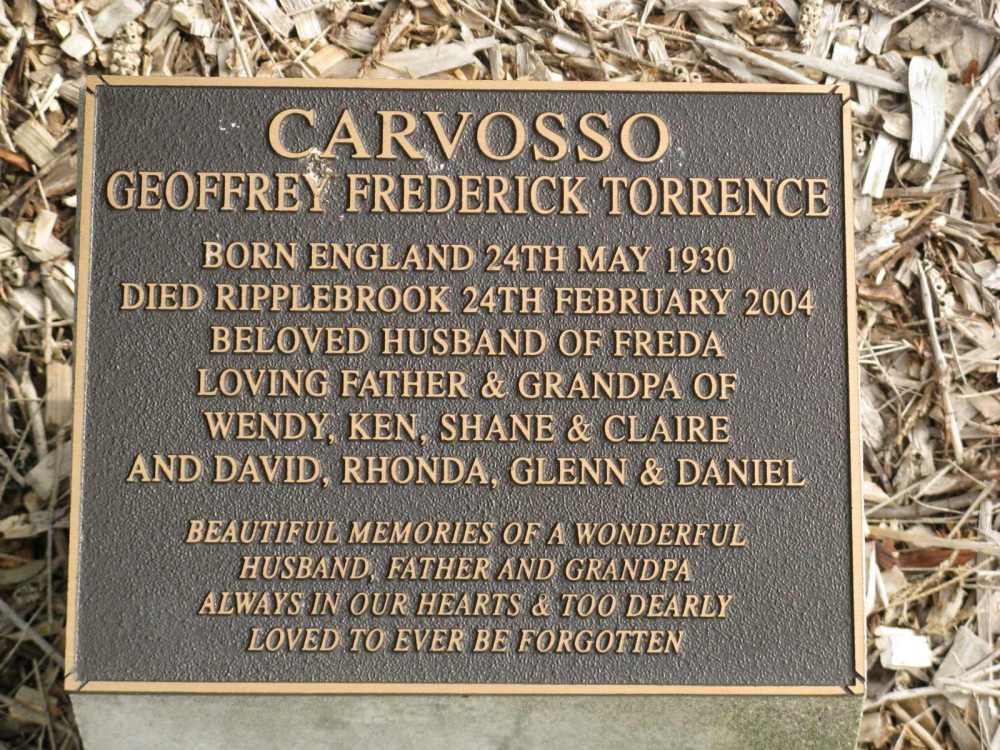 CARVOSSO
GEOFFREY FREDERICK TORRENCE
BORN ENGLAND 24TH MAY 1930
DIED RIPPLEBROOK 24TH FEBRUARY 2004
BELOVED HUSBAND OF FREDA
LOVING FATHER & GRANDPA OF
WENDY, KEN, SHANE & CLAIRE
AND DAVID, RHONDA, GLENN & DANIEL
BEAUTIFUL MEMORIES OF A WONDERFUL
HUSBAND, FATHER AND GRANDPA
ALWAYS IN OUR HEARTS & TOO DEARLY
LOVED TO EVER BE FORGOTTEN